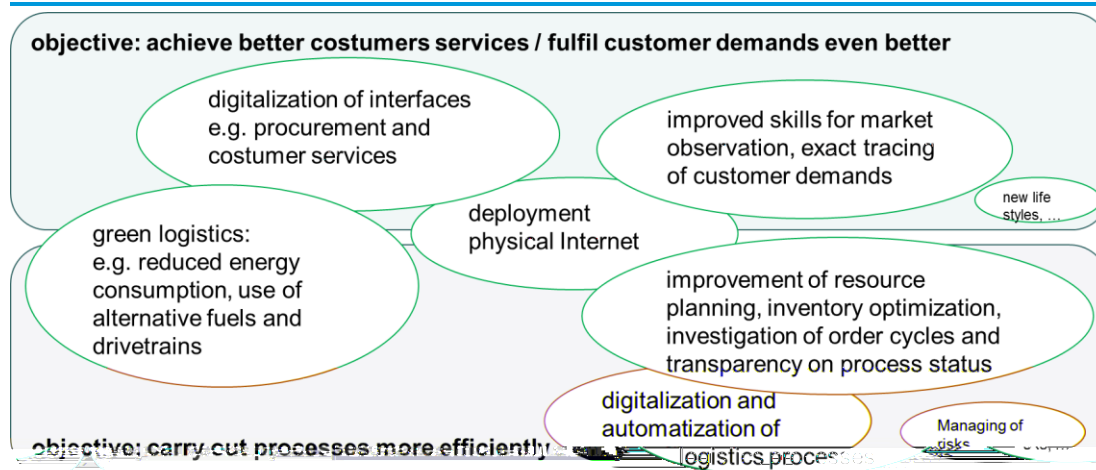 objective: achieve better costumers services / fulfil customer demands even better
digitalization of interfaces
e.g. procurement and
costumer services
improved skills for market
observation, exact tracing
of customer demands
new life
styles, ...
deployment
physical Internet
green logistics:
e.g. reduced energy
consumption, use of
alternative fuels and
drivetrains
improvement of resource
planning, inventory optimization,
investigation of order cycles and
transparency on process status
digitalization and
automatization of
logistics processes
Managing of
risks
objective: carry out processes more efficiently